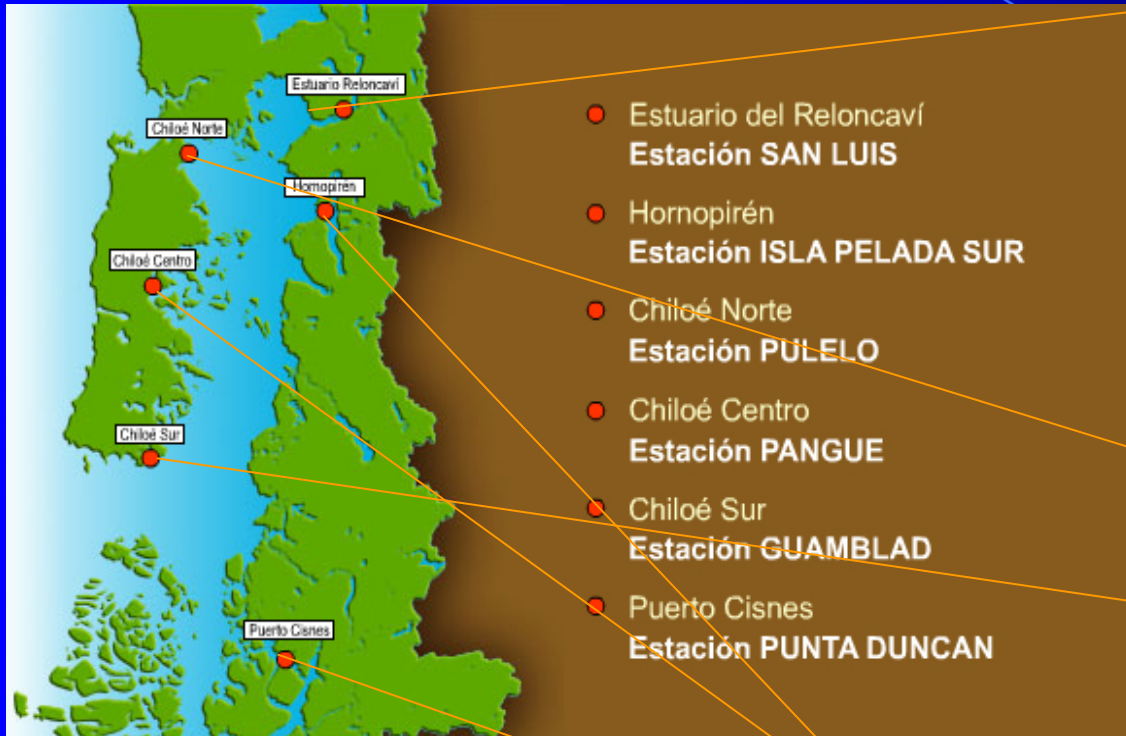 Estuario Reloncaví
Chiloé Norte
Hornopirén
Chiloé Centro
Chiloé Sur
Puerto Cisnes
Estuario del Reloncaví
Estación SAN LUIS
Hornopirén
Estación ISLA PELADA SUR
Chiloé Norte
Estación PULELO
Chiloé Centro
Estación PANGUE
Chiloé Sur
Estación GUAMBLAD
Puerto Cisnes
Estación PUNTA DUNCAN